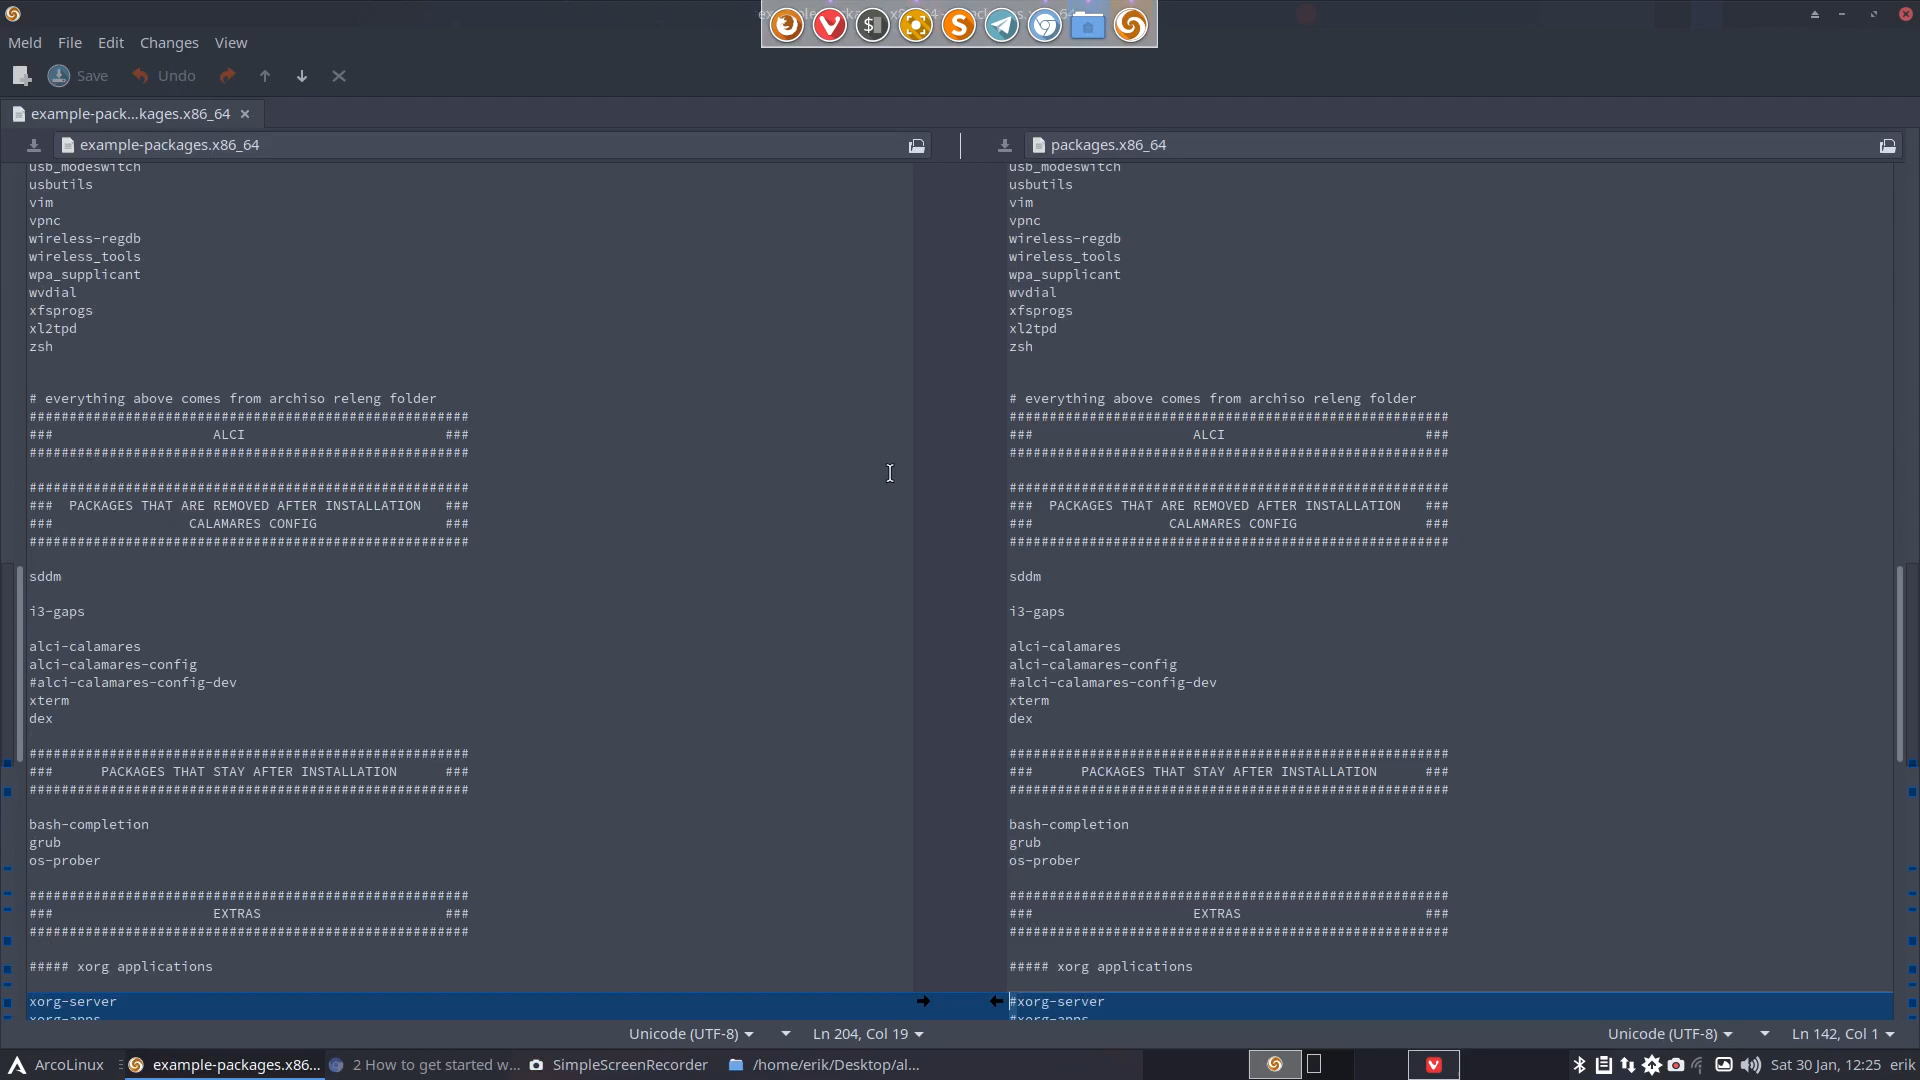 Meld File Edit Changes View
Save Undo
example-pack...kages.x86_64
example-packages.x86_64
packages.x86_64
usb_modeswitch
usbutils
vim
vpnc
wireless-regdb
wireless_tools
wpa_supplicant
wvdial
xfsprogs
xl2tpd
zsh
# everything above comes from archiso releng folder
#######################################################
### ALCI ###
#######################################################
#######################################################
### PACKAGES THAT ARE REMOVED AFTER INSTALLATION ###
### CALAMARES CONFIG ###
#######################################################
sddm
i3-gaps
alci-calamares
alci-calamares-config
#alci-calamares-config-dev
xterm
dex
#######################################################
### PACKAGES THAT STAY AFTER INSTALLATION ###
#######################################################
bash-completion
grub
os-prober
#######################################################
### EXTRAS ###
#######################################################
##### xorg applications
xorg-server
xorg-apps
usb_modeswitch
usbutils
vim
vpnc
wireless-regdb
wireless_tools
wpa_supplicant
wvdial
xfsprogs
xl2tpd
zsh
# everything above comes from archiso releng folder
#######################################################
### ALCI ###
#######################################################
#######################################################
### PACKAGES THAT ARE REMOVED AFTER INSTALLATION ###
### CALAMARES CONFIG ###
#######################################################
sddm
i3-gaps
alci-calamares
alci-calamares-config
#alci-calamares-config-dev
xterm
dex
#######################################################
### PACKAGES THAT STAY AFTER INSTALLATION ###
#######################################################
bash-completion
grub
os-prober
#######################################################
### EXTRAS ###
#######################################################
##### xorg applications
#xorg-server
#xorg-apps
Unicode (UTF-8) Ln 204, Col 19
Unicode (UTF-8) Ln 142, Col 1
ArcoLinux example-packages.x86... 2 How to get started w... SimpleScreenRecorder /home/erik/Desktop/al... Sat 30 Jan, 12:25 erik